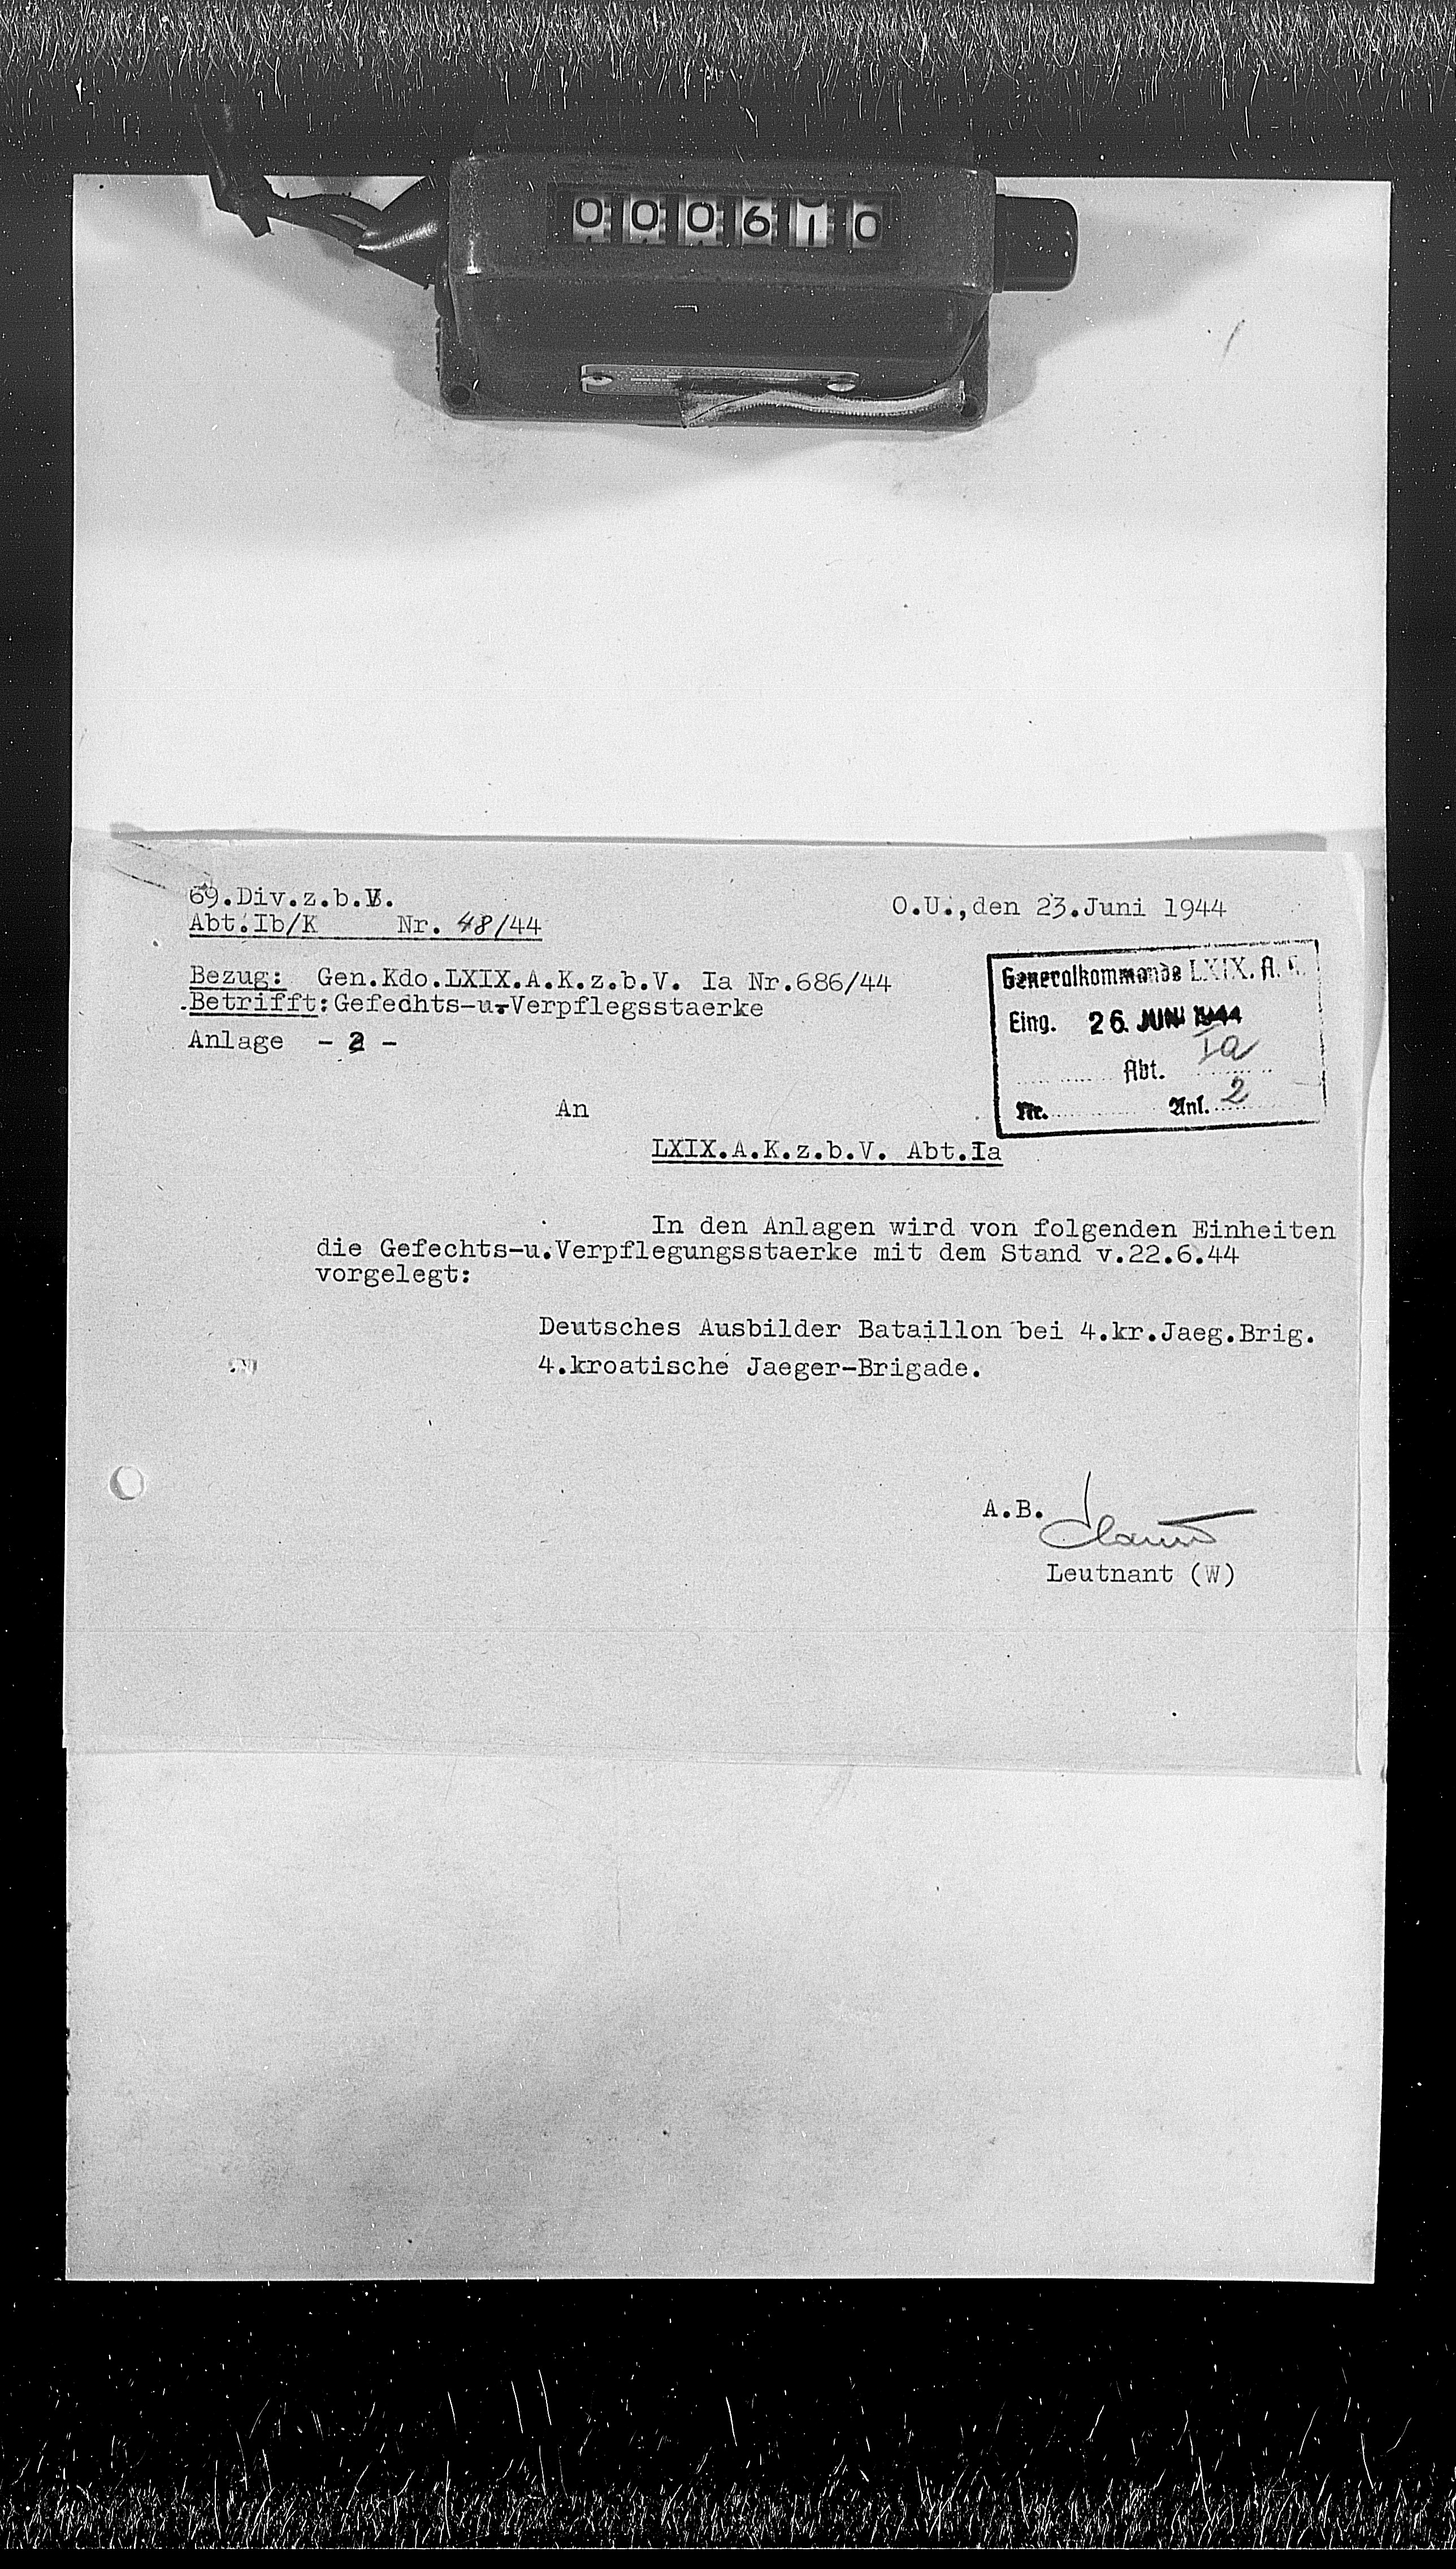 000610
69.Div.z.b.V.
Abt.Ib/K Nr. 48/44
O.U.,den 23.Juni 1944
Bezug: Gen.Kdo.LXIX.A.K.z.b.V. Ia Nr.686/44
Betrifft:Gefechts-u.Verpflegsstaerke
Anlage - 2 -
Generalkommando LXIX. A. K.
Eing. 26. JUNI 1944
Abt. Ia
Nr. Anl. 2
An
LXIX.A.K.z.b.V. Abt.Ia
In den Anlagen wird von folgenden Einheiten
die Gefechts-u.Verpflegungsstaerke mit dem Stand v.22.6.44
vorgelegt:
Deutsches Ausbilder Bataillon bei 4.kr.Jaeg.Brig.
4.kroatische Jaeger-Brigade.
A.B.
Leutnant (W)